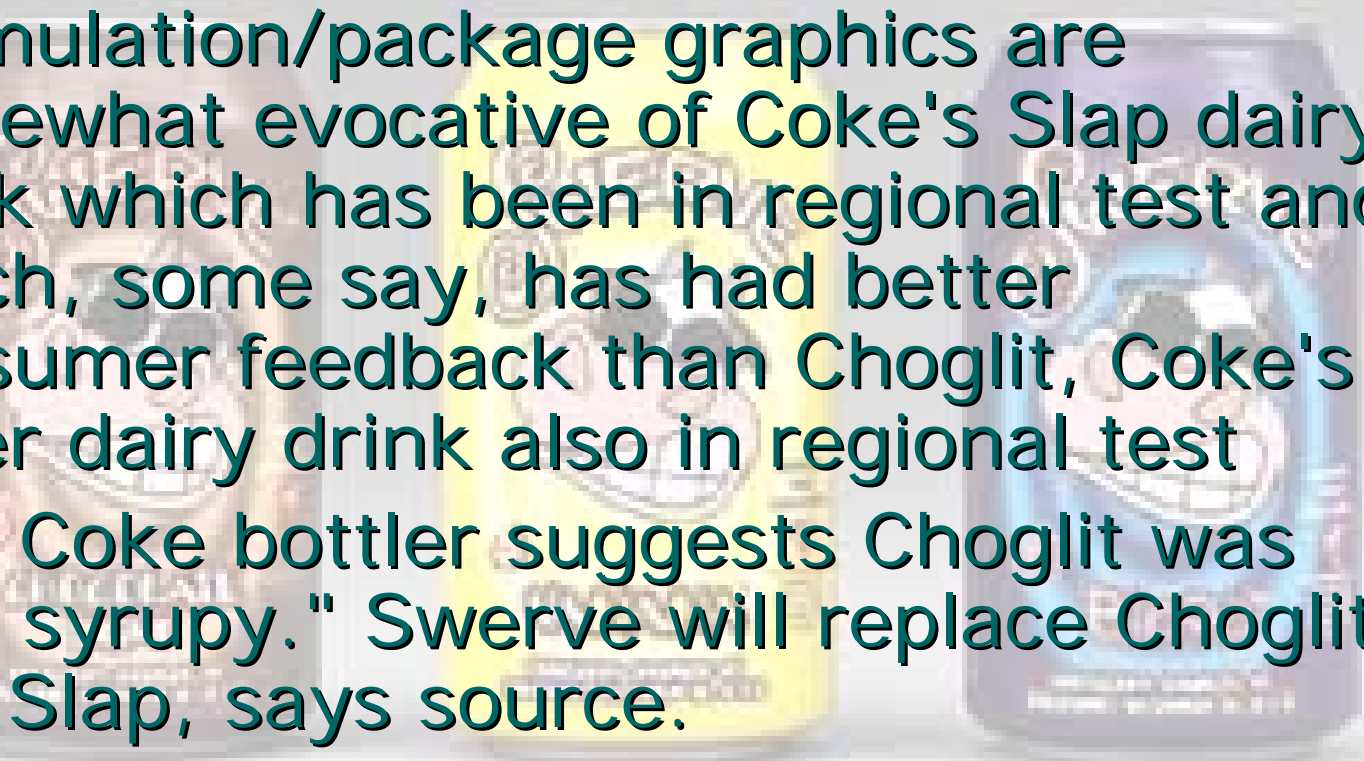 mulation/package graphics are
ewhat evocative of Coke's Slap dairy
k which has been in regional test and
ch, some say, has had better
sumer feedback than Choglit, Coke's
er dairy drink also in regional test
Coke bottler suggests Choglit was
syrupy." Swerve will replace Choglit
Slap, says source.